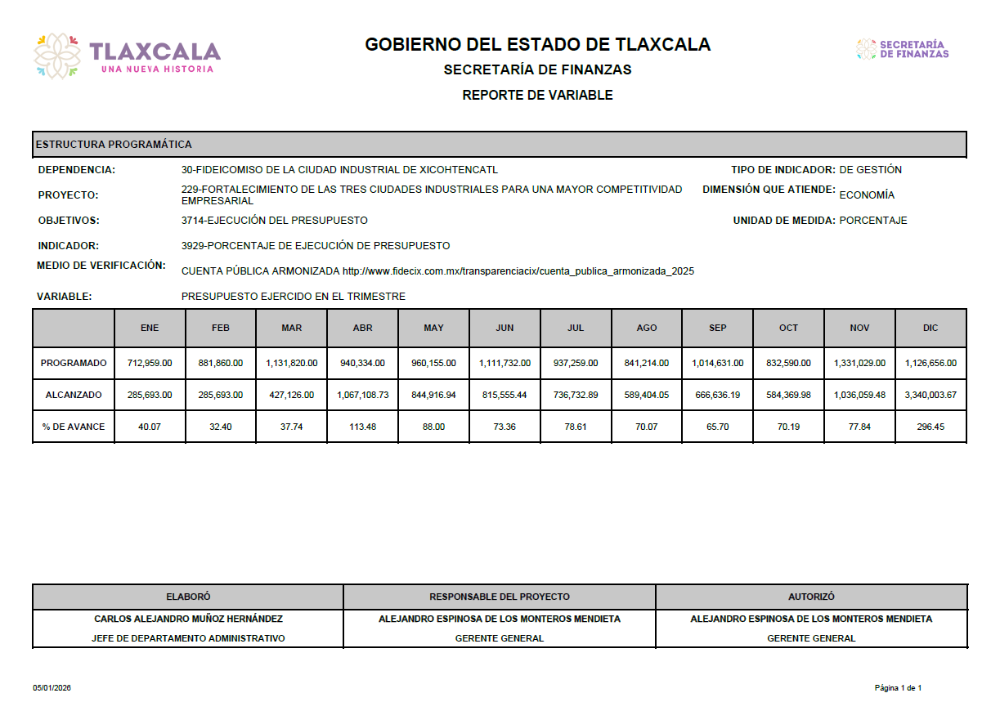 TLAXCALA
UNA NUEVA HISTORIA
GOBIERNO DEL ESTADO DE TLAXCALA
SECRETARÍA DE FINANZAS
REPORTE DE VARIABLE
SECRETARÍA
DE FINANZAS
ESTRUCTURA PROGRAMÁTICA
DEPENDENCIA: 30-FIDEICOMISO DE LA CIUDAD INDUSTRIAL DE XICOHTENCATL TIPO DE INDICADOR: DE GESTIÓN
PROYECTO: 229-FORTALECIMIENTO DE LAS TRES CIUDADES INDUSTRIALES PARA UNA MAYOR COMPETITIVIDAD
EMPRESARIAL
DIMENSIÓN QUE ATIENDE: ECONOMÍA
OBJETIVOS: 3714-EJECUCIÓN DEL PRESUPUESTO UNIDAD DE MEDIDA: PORCENTAJE
INDICADOR: 3929-PORCENTAJE DE EJECUCIÓN DE PRESUPUESTO
MEDIO DE VERIFICACIÓN: CUENTA PÚBLICA ARMONIZADA http://www.fidecix.com.mx/transparenciacix/cuenta_publica_armonizada_2025
VARIABLE: PRESUPUESTO EJERCIDO EN EL TRIMESTRE
ENE FEB MAR ABR MAY JUN JUL AGO SEP OCT NOV DIC
PROGRAMADO 712,959.00 881,860.00 1,131,820.00 940,334.00 960,155.00 1,111,732.00 937,259.00 841,214.00 1,014,631.00 832,590.00 1,331,029.00 1,126,656.00
ALCANZADO 285,693.00 285,693.00 427,126.00 1,067,108.73 844,916.94 815,555.44 736,732.89 589,404.05 666,636.19 584,369.98 1,036,059.48 3,340,003.67
% DE AVANCE 40.07 32.40 37.74 113.48 88.00 73.36 78.61 70.07 65.70 70.19 77.84 296.45
ELABORÓ RESPONSABLE DEL PROYECTO AUTORIZÓ
CARLOS ALEJANDRO MUÑOZ HERNÁNDEZ ALEJANDRO ESPINOSA DE LOS MONTEROS MENDIETA ALEJANDRO ESPINOSA DE LOS MONTEROS MENDIETA
JEFE DE DEPARTAMENTO ADMINISTRATIVO GERENTE GENERAL GERENTE GENERAL
05/01/2026 Página 1 de 1